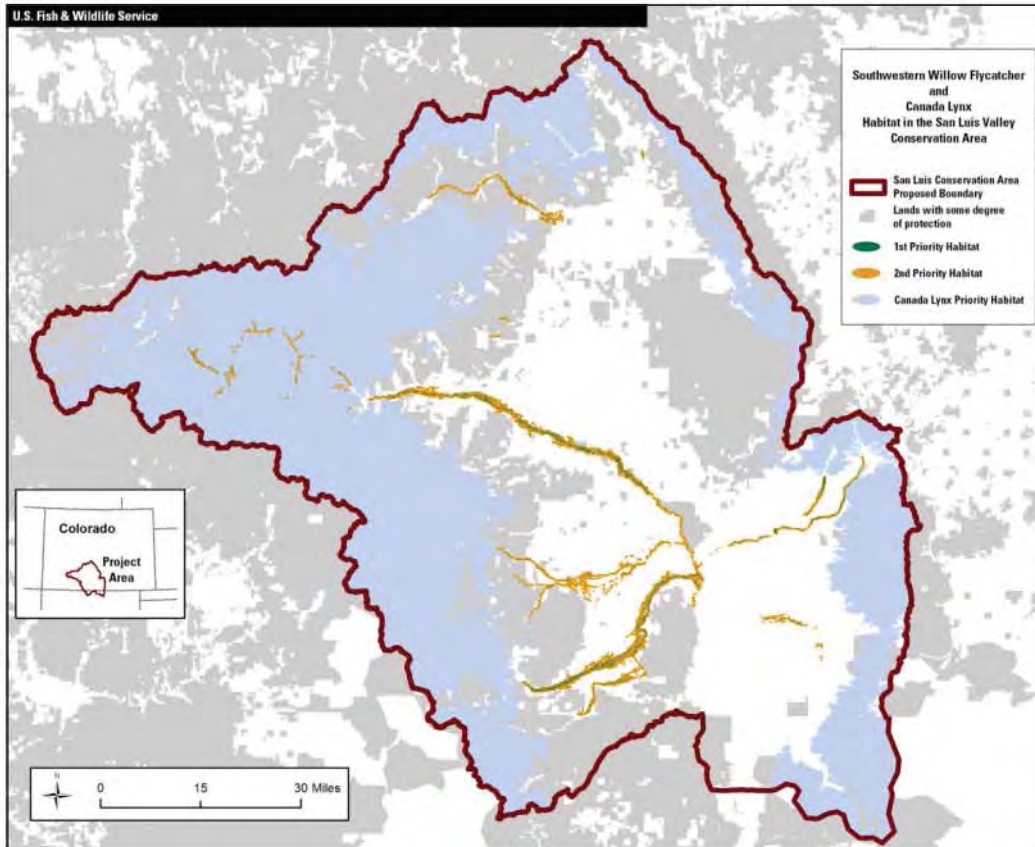 U.S. Fish & Wildlife Service
Southwestern Willow Flycatcher
and
Canada Lynx
Habitat in the San Luis Valley
Conservation Area
San Luis Conservation Area
Proposed Boundary
Lands with some degree
of protection
1st Priority Habitat
2nd Priority Habitat
Canada Lynx Priority Habitat
Colorado
Project
Area
N
0 15 30 Miles